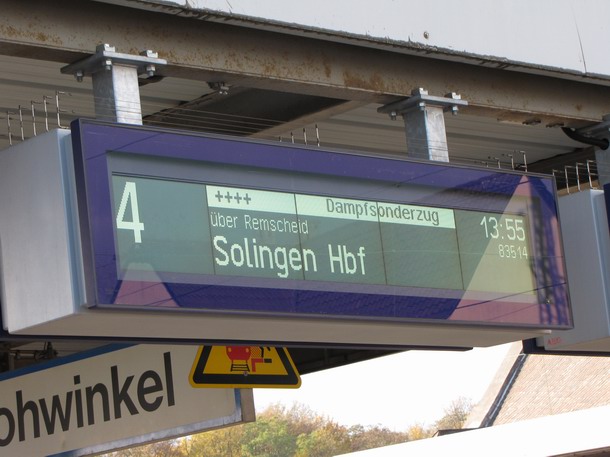 4
++++ Dampfsonderzug
über Remscheid
Solingen Hbf
13:55
83514
ohwinkel